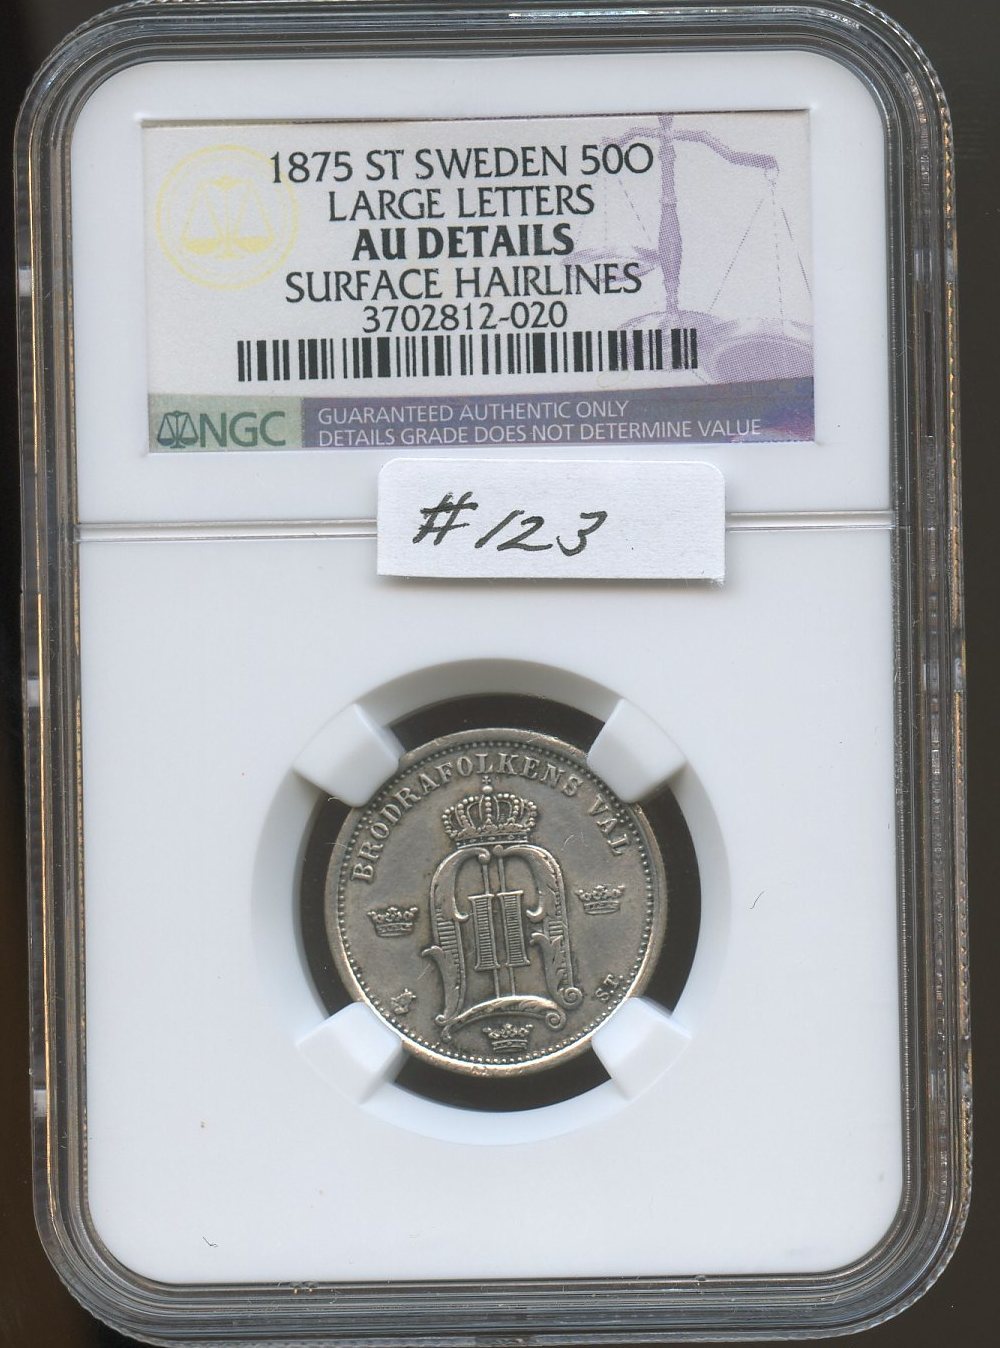 1875 ST SWEDEN 50O
LARGE LETTERS
AU DETAILS
SURFACE HAIRLINES
3702812-020
NGC
GUARANTEED AUTHENTIC ONLY
DETAILS GRADE DOES NOT DETERMINE VALUE
#123
BRÖDRAFOLKENS VÄL
II
ST